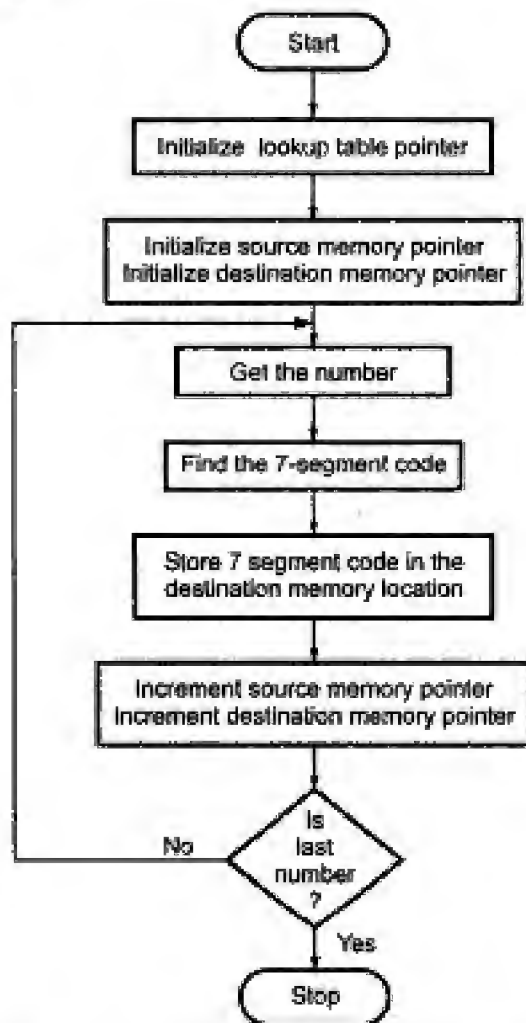 Start
Initialize lookup table pointer
Initialize source memory pointer
Initialize destination memory pointer
Get the number
Find the 7-segment code
Store 7 segment code in the
destination memory location
Increment source memory pointer
Increment destination memory pointer
Is
last
number
?
No
Yes
Stop